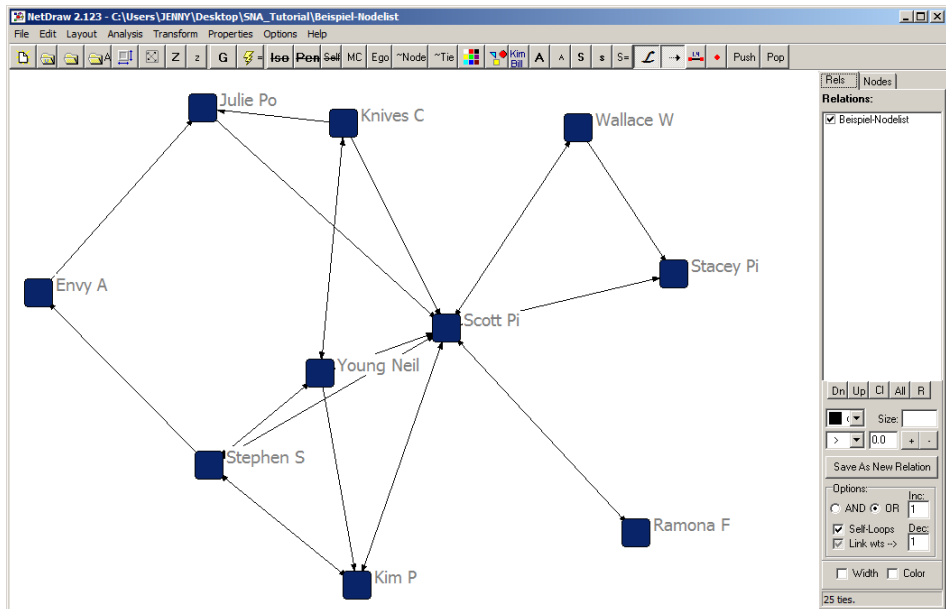 NetDraw 2.123 - C:\Users\JENNY\Desktop\SNA_Tutorial\Beispiel-Nodelist
File Edit Layout Analysis Transform Properties Options Help
A Z z G = Iso Pen Self MC Ego ~Node ~Tie Kim Bill A A S s S= L Push Pop
Rels Nodes
Relations:
Beispiel-Nodelist
Julie Po
Knives C
Wallace W
Stacey Pi
Envy A
Scott Pi
Young Neil
Stephen S
Ramona F
Kim P
Dn Up Cl All R
Size:
> 0.0 + -
Save As New Relation
Options: Inc:
AND OR 1
Self-Loops Dec:
Link wts --> 1
Width Color
25 ties.